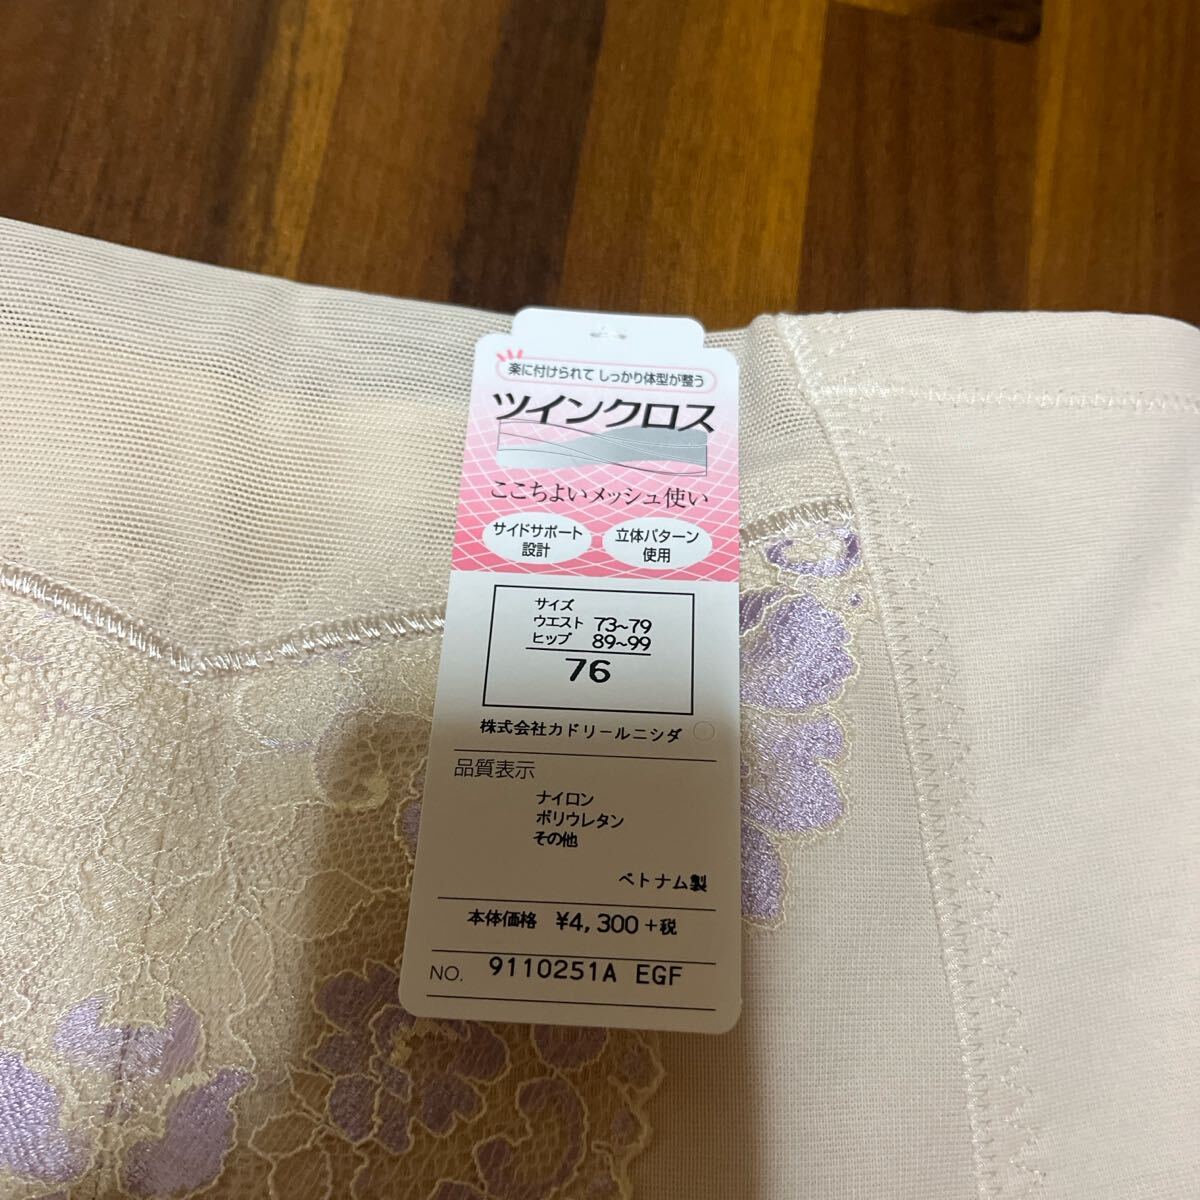 楽に付けられて しっかり体型が整う
ツインクロス
ここちよいメッシュ使い
サイドサポート
設計
立体パターン
使用
サイズ
ウエスト 73~79
ヒップ 89~99
76
株式会社カドリールニシダ
品質表示
ナイロン
ポリウレタン
その他
ベトナム製
本体価格 ¥4,300+税
NO. 9110251A EGF